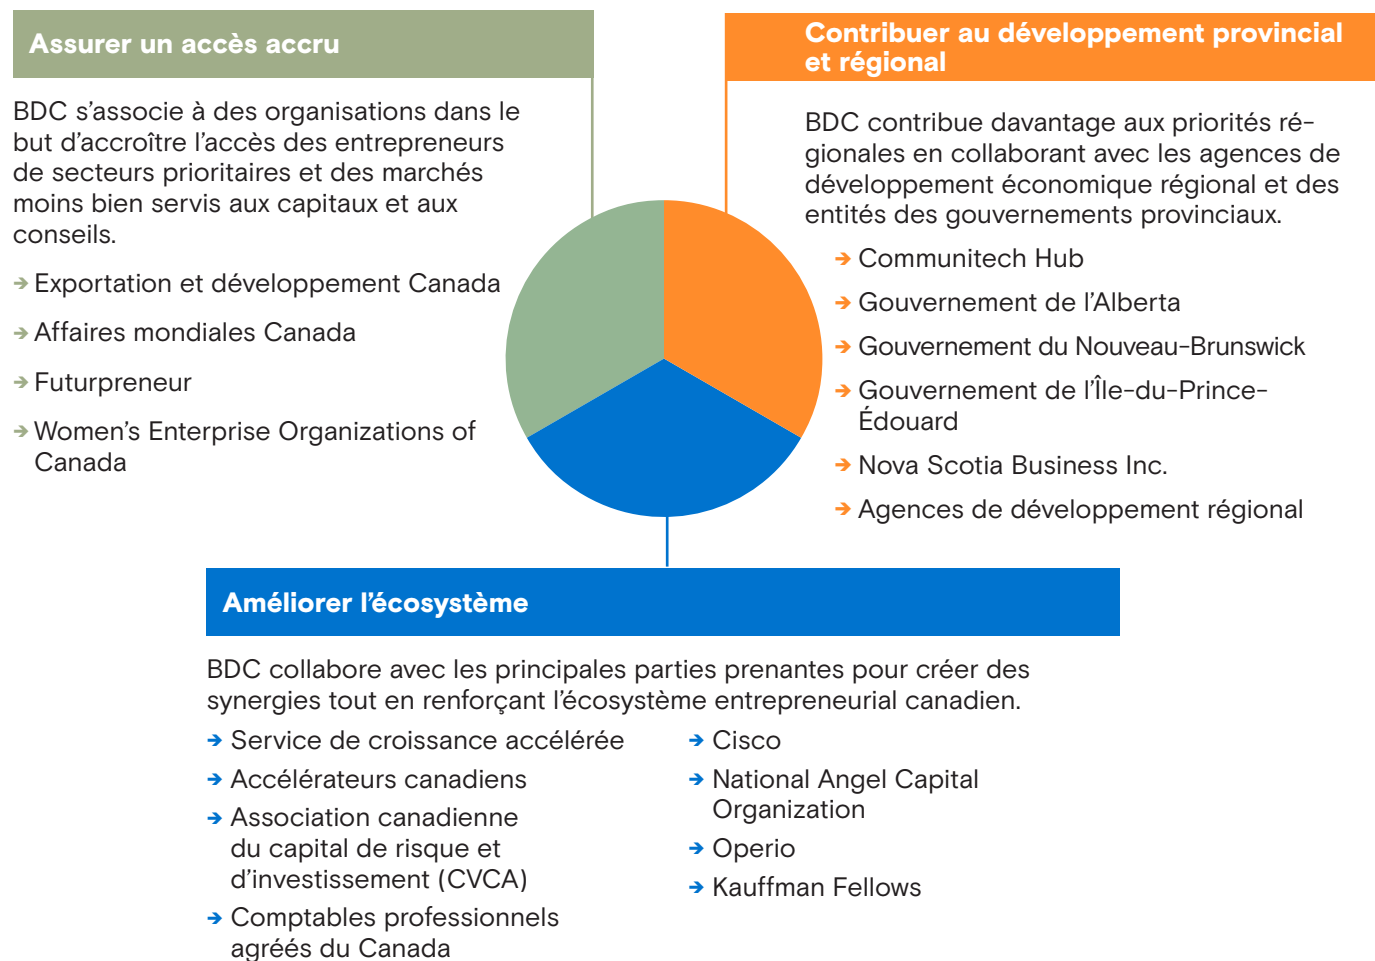 Assurer un accès accru
BDC s’associe à des organisations dans le
but d’accroître l’accès des entrepreneurs
de secteurs prioritaires et des marchés
moins bien servis aux capitaux et aux
conseils.
➔ Exportation et développement Canada
➔ Affaires mondiales Canada
➔ Futurpreneur
➔ Women’s Enterprise Organizations of
Canada
Contribuer au développement provincial
et régional
BDC contribue davantage aux priorités ré-
gionales en collaborant avec les agences de
développement économique régional et des
entités des gouvernements provinciaux.
➔ Communitech Hub
➔ Gouvernement de l’Alberta
➔ Gouvernement du Nouveau-Brunswick
➔ Gouvernement de l’Île-du-Prince-
Édouard
➔ Nova Scotia Business Inc.
➔ Agences de développement régional
Améliorer l’écosystème
BDC collabore avec les principales parties prenantes pour créer des
synergies tout en renforçant l’écosystème entrepreneurial canadien.
➔ Service de croissance accélérée
➔ Accélérateurs canadiens
➔ Association canadienne
du capital de risque et
d’investissement (CVCA)
➔ Comptables professionnels
agréés du Canada
➔ Cisco
➔ National Angel Capital
Organization
➔ Operio
➔ Kauffman Fellows